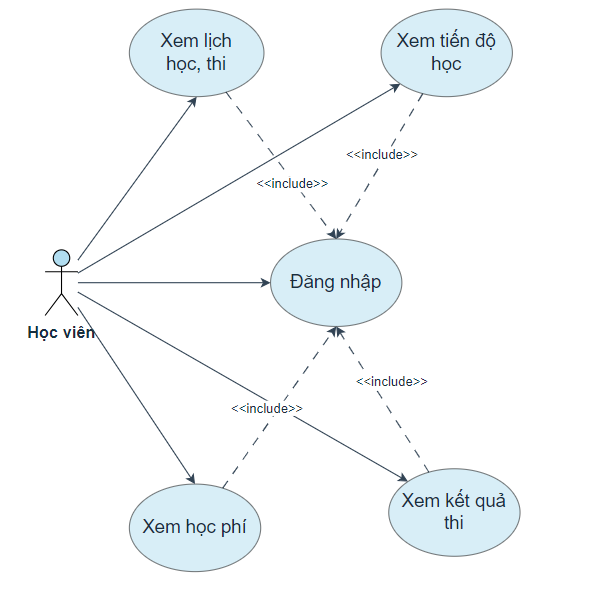 Xem lịch
học, thi
Xem tiến độ
học
<<include>>
<<include>>
Đăng nhập
Học viên
<<include>>
<<include>>
Xem học phí
Xem kết quả
thi